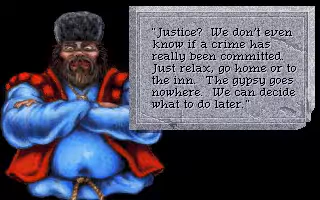 "Justice?  We don't even
know if a crime has
really been committed.
Just relax, go home or to
the inn.  The gypsy goes
nowhere.  We can decide
what to do later."